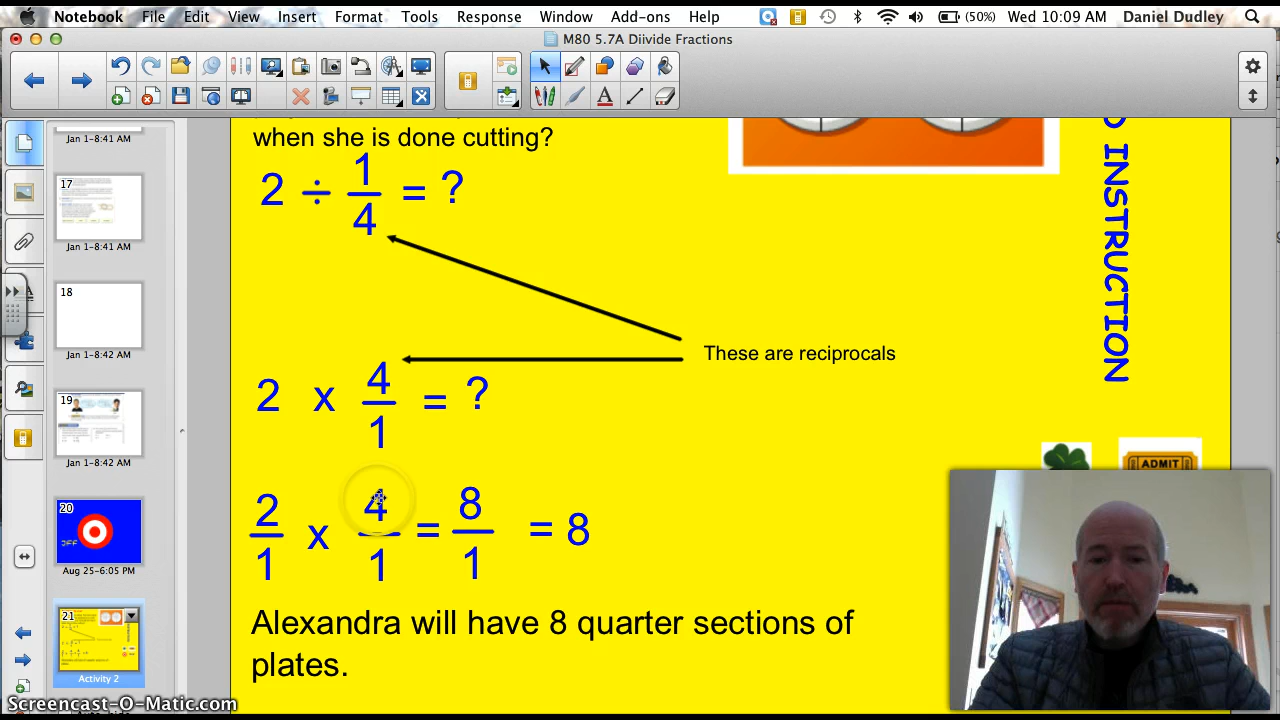 Notebook File Edit View Insert Format Tools Response Window Add-ons Help (50%) Wed 10:09 AM Daniel Dudley
M80 5.7A Diivide Fractions
Jan 1-8:41 AM
17
Jan 1-8:41 AM
18
Jan 1-8:42 AM
19
Jan 1-8:42 AM
20
OFF
Aug 25-6:05 PM
21
Activity 2
when she is done cutting?
2 ÷ 1/4 = ?
These are reciprocals
2 x 4/1 = ?
2/1 x 4/1 = 8/1 = 8
Alexandra will have 8 quarter sections of
plates.
INSTRUCTION
ADMIT
Screencast-O-Matic.com